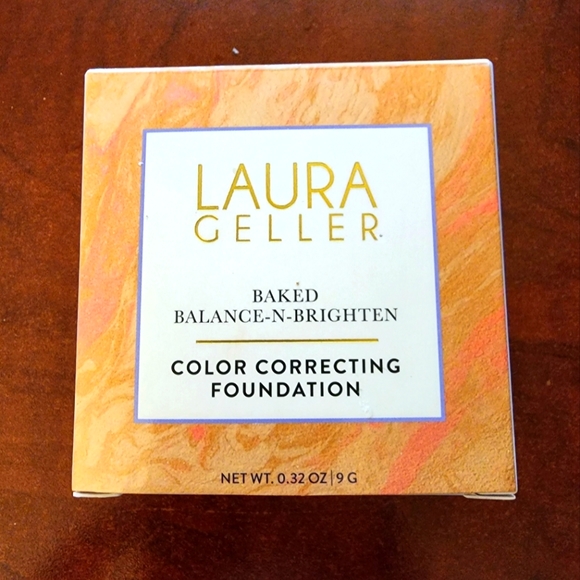 LAURA
GELLER
BAKED
BALANCE-N-BRIGHTEN
COLOR CORRECTING
FOUNDATION
NET WT. 0.32 OZ | 9 G